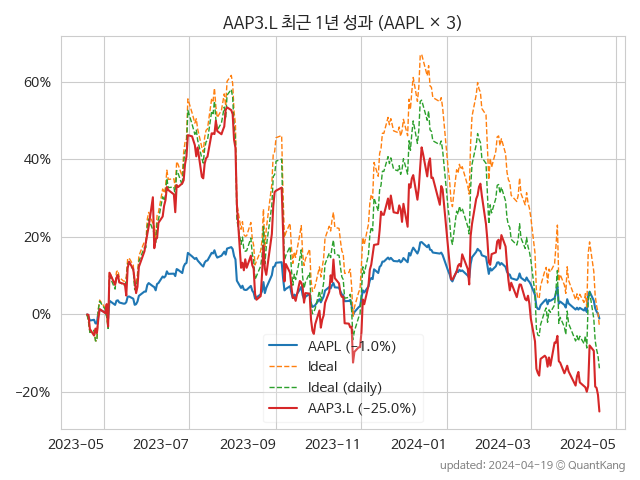 AAP3.L 최근 1년 성과 (AAPL × 3)
60%
40%
20%
0%
−20%
AAPL (−1.0%)
Ideal
Ideal (daily)
AAP3.L (−25.0%)
2023-05 2023-07 2023-09 2023-11 2024-01 2024-03 2024-05
updated: 2024-04-19 © QuantKang